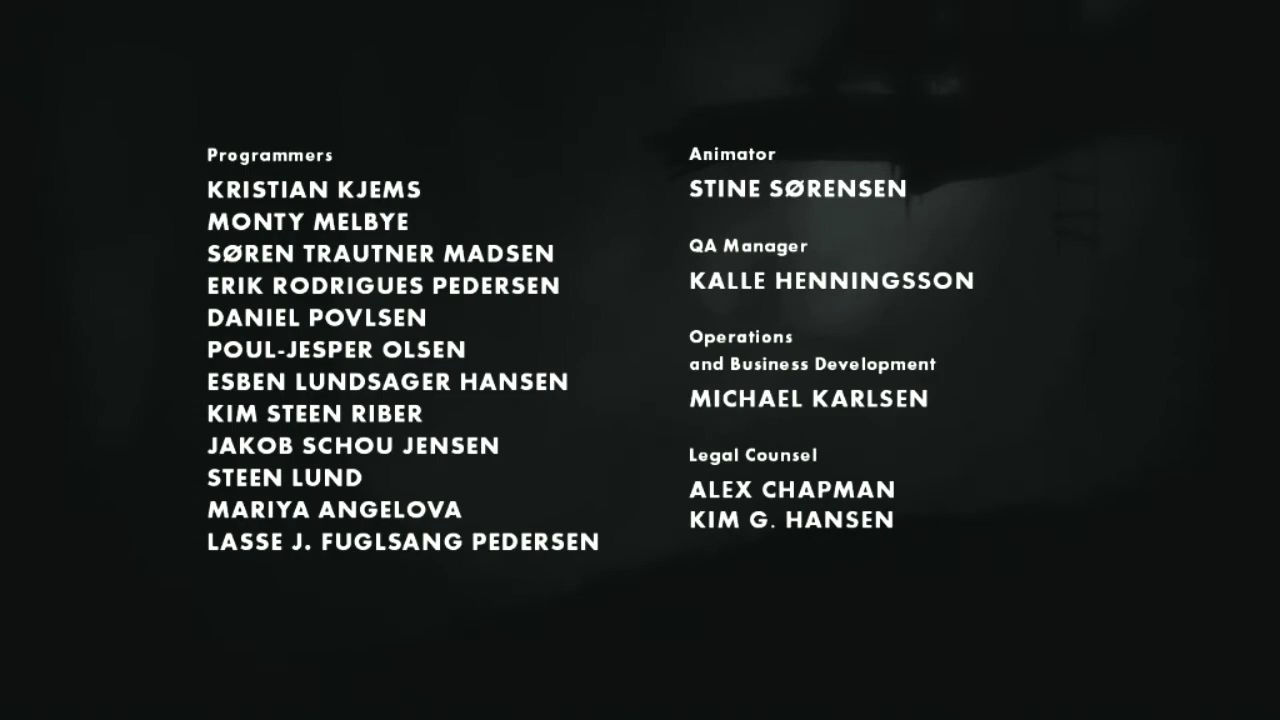 Programmers
KRISTIAN KJEMS
MONTY MELBYE
SØREN TRAUTNER MADSEN
ERIK RODRIGUES PEDERSEN
DANIEL POVLSEN
POUL-JESPER OLSEN
ESBEN LUNDSAGER HANSEN
KIM STEEN RIBER
JAKOB SCHOU JENSEN
STEEN LUND
MARIYA ANGELOVA
LASSE J. FUGLSANG PEDERSEN
Animator
STINE SØRENSEN
QA Manager
KALLE HENNINGSSON
Operations
and Business Development
MICHAEL KARLSEN
Legal Counsel
ALEX CHAPMAN
KIM G. HANSEN